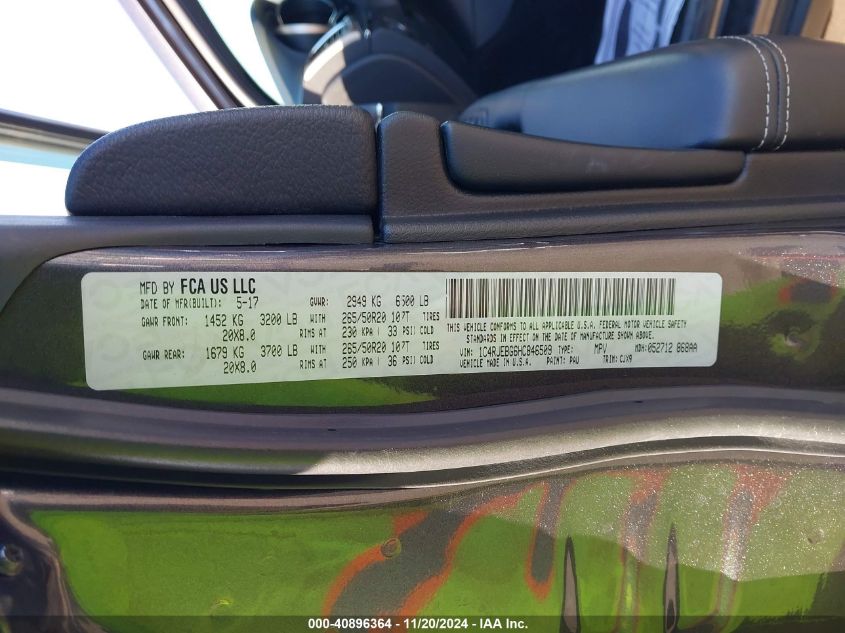 MFD BY FCA US LLC
DATE OF MFR(BUILT): 5-17 GVWR: 2949 KG 6500 LB
GAWR FRONT: 1452 KG 3200 LB 265/50R20 107T TIRES
20X8.0 RIMS AT 230 KPA | 33 PSI | COLD
GAWR REAR: 1679 KG 3700 LB 265/50R20 107T TIRES
20X8.0 RIMS AT 250 KPA | 36 PSI | COLD
THIS VEHICLE CONFORMS TO ALL APPLICABLE U.S.A. FEDERAL MOTOR VEHICLE SAFETY
STANDARDS IN EFFECT ON THE DATE OF MANUFACTURE SHOWN ABOVE.
VIN: 1C4RJEBG6HC846509 TYPE: MPV MDH: 052712 868AA
VEHICLE MADE IN U.S.A. PAINT: PAU TRIM: CJX9
000-40896364 - 11/20/2024 - IAA Inc.